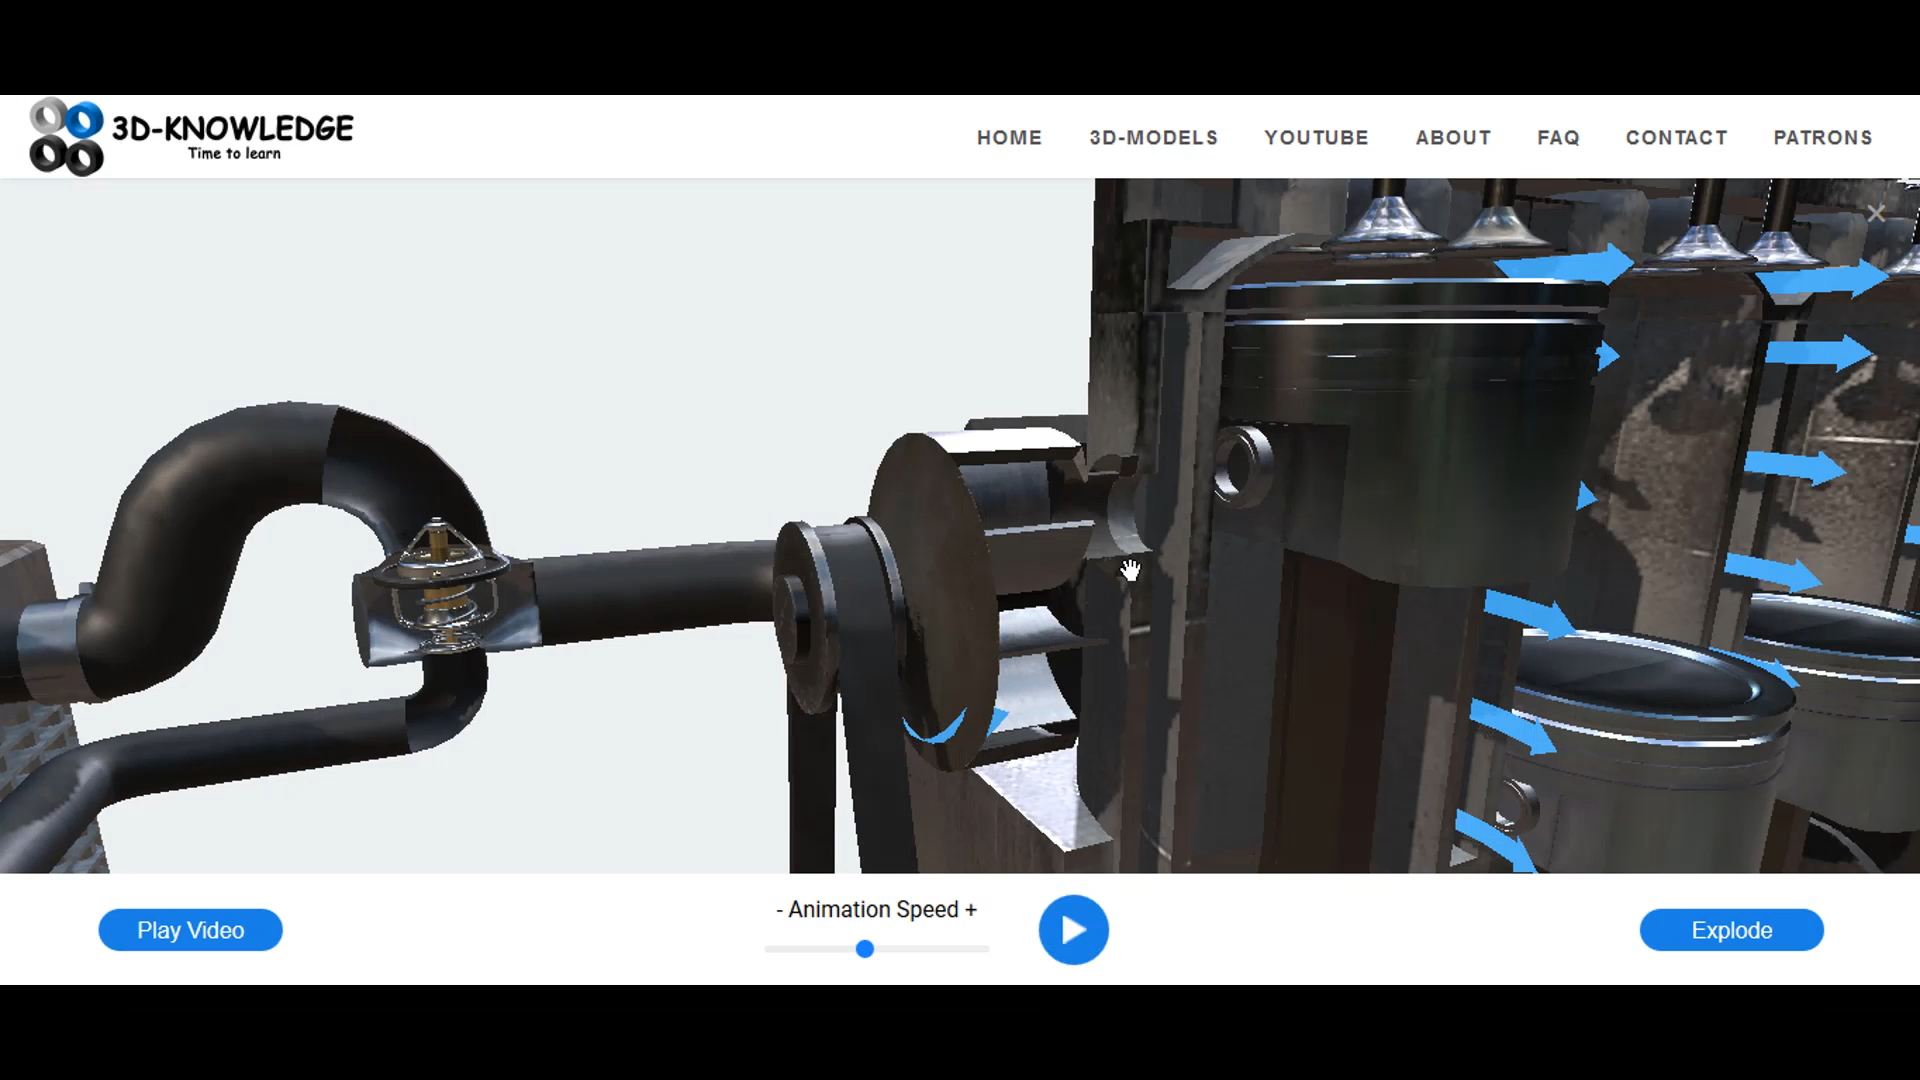 3D-KNOWLEDGE
Time to learn
HOME 3D-MODELS YOUTUBE ABOUT FAQ CONTACT PATRONS
Play Video
- Animation Speed +
Explode